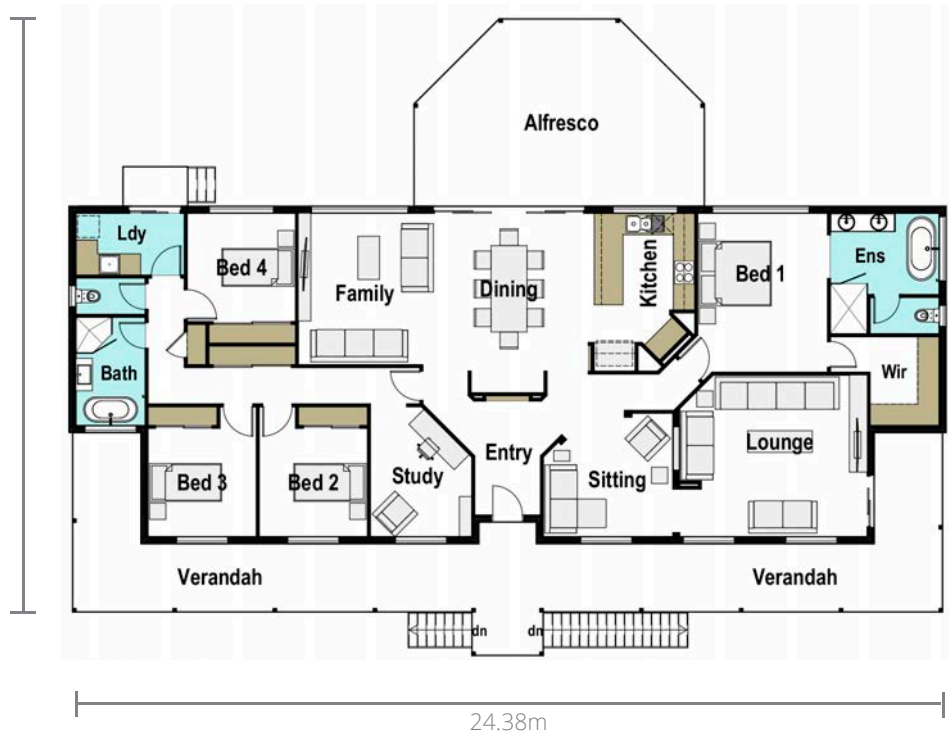 Alfresco
Ldy
Bed 4
Family
Dining
Kitchen
Bed 1
Ens
Bath
Wir
Bed 3
Bed 2
Study
Entry
Sitting
Lounge
Verandah
Verandah
dn
dn
24.38m